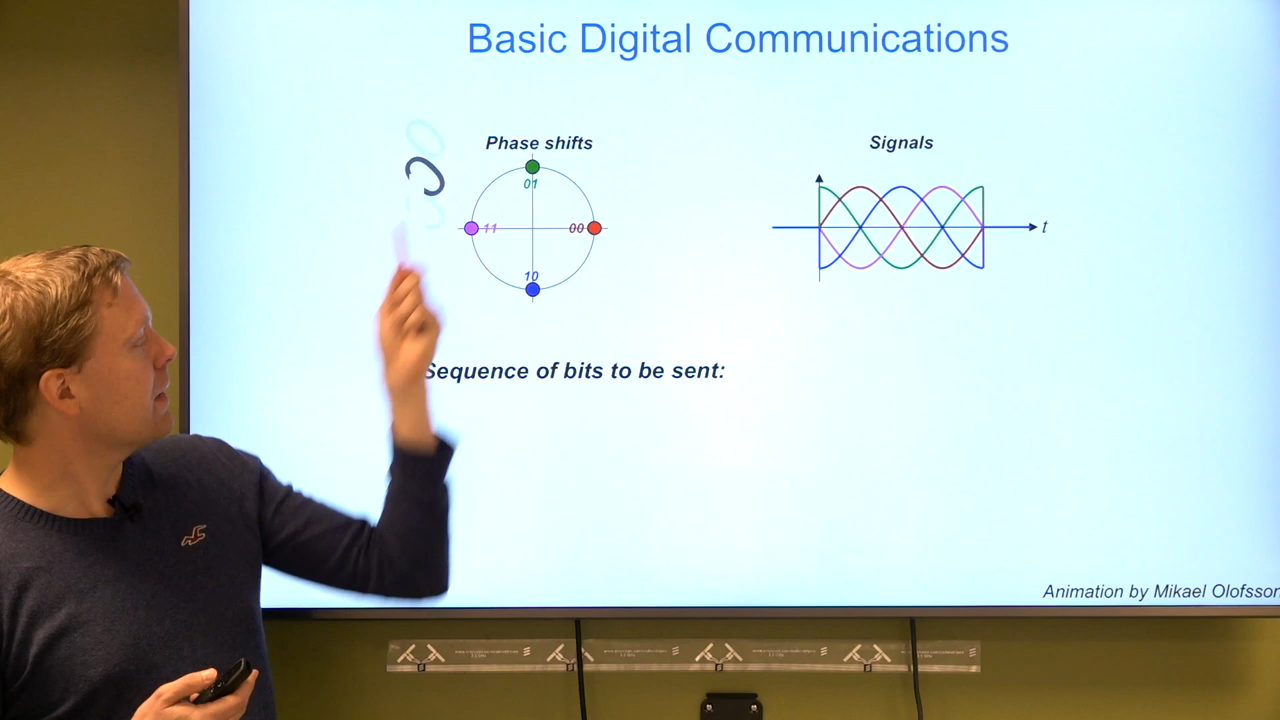 Basic Digital Communications
Phase shifts
Signals
01
11
00
10
t
Sequence of bits to be sent:
Animation by Mikael Olofsson